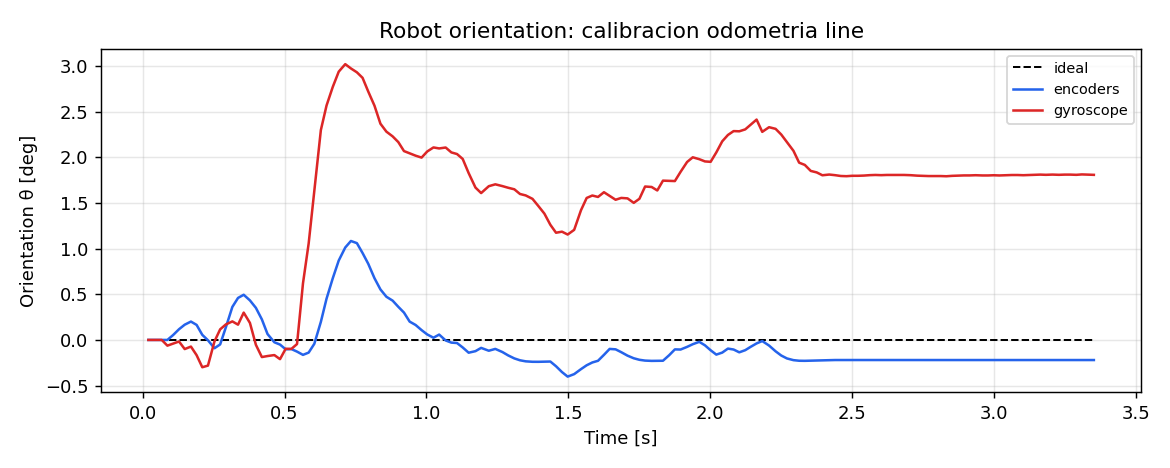 Robot orientation: calibracion odometria line
ideal
encoders
gyroscope
Orientation θ [deg]
3.0
2.5
2.0
1.5
1.0
0.5
0.0
−0.5
0.0 0.5 1.0 1.5 2.0 2.5 3.0 3.5
Time [s]